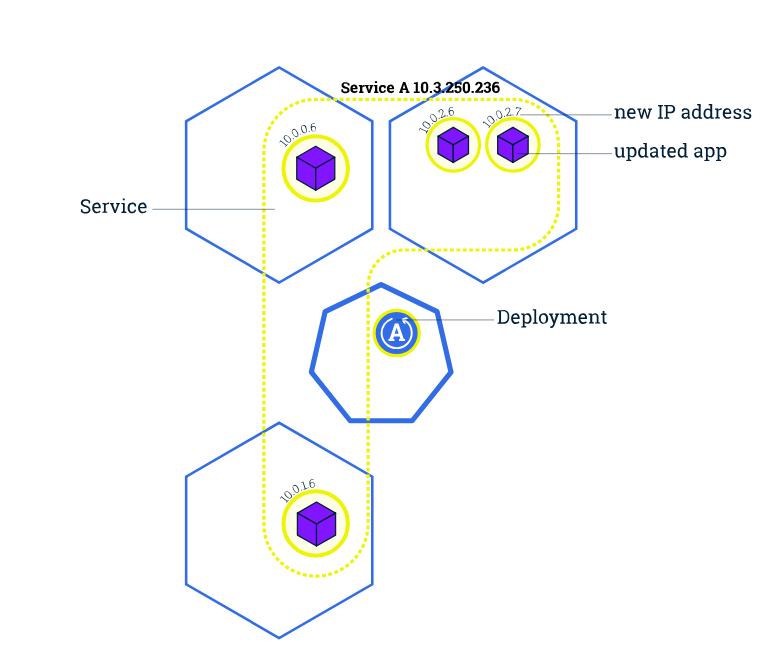 Service A 10.3.250.236
10.0.0.6
10.0.2.6
10.0.2.7
new IP address
updated app
Service
Deployment
A
10.0.1.6